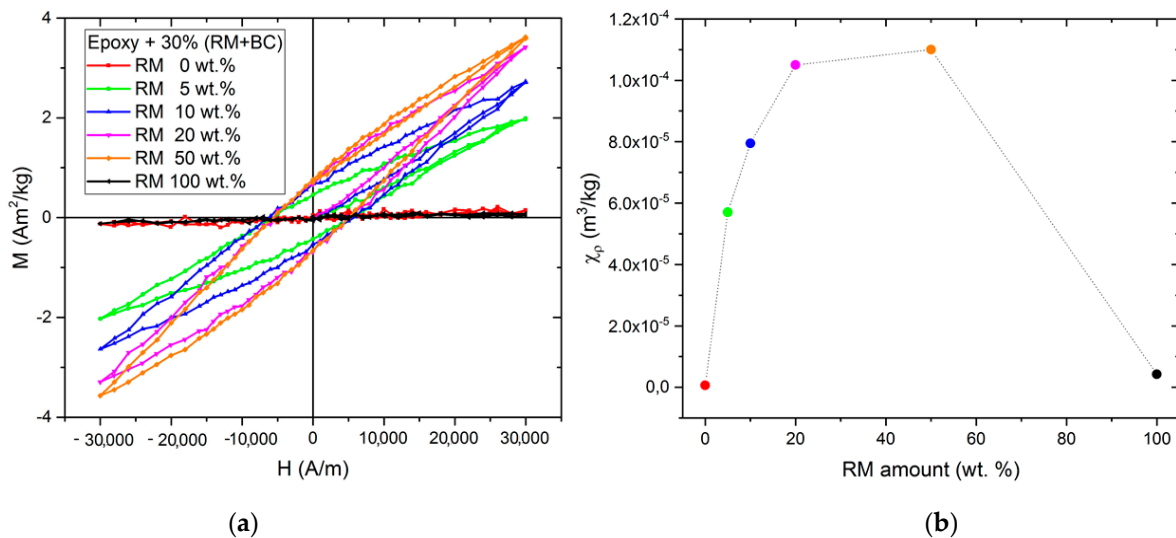 4
2
0
-2
-4
M (Am²/kg)
Epoxy + 30% (RM+BC)
RM 0 wt.%
RM 5 wt.%
RM 10 wt.%
RM 20 wt.%
RM 50 wt.%
RM 100 wt.%
- 30,000 - 20,000 -10,000 0 10,000 20,000 30,000
H (A/m)
(a)
1.2x10⁻⁴
1.0x10⁻⁴
8.0x10⁻⁵
6.0x10⁻⁵
4.0x10⁻⁵
2.0x10⁻⁵
0,0
χρ (m³/kg)
0 20 40 60 80 100
RM amount (wt. %)
(b)